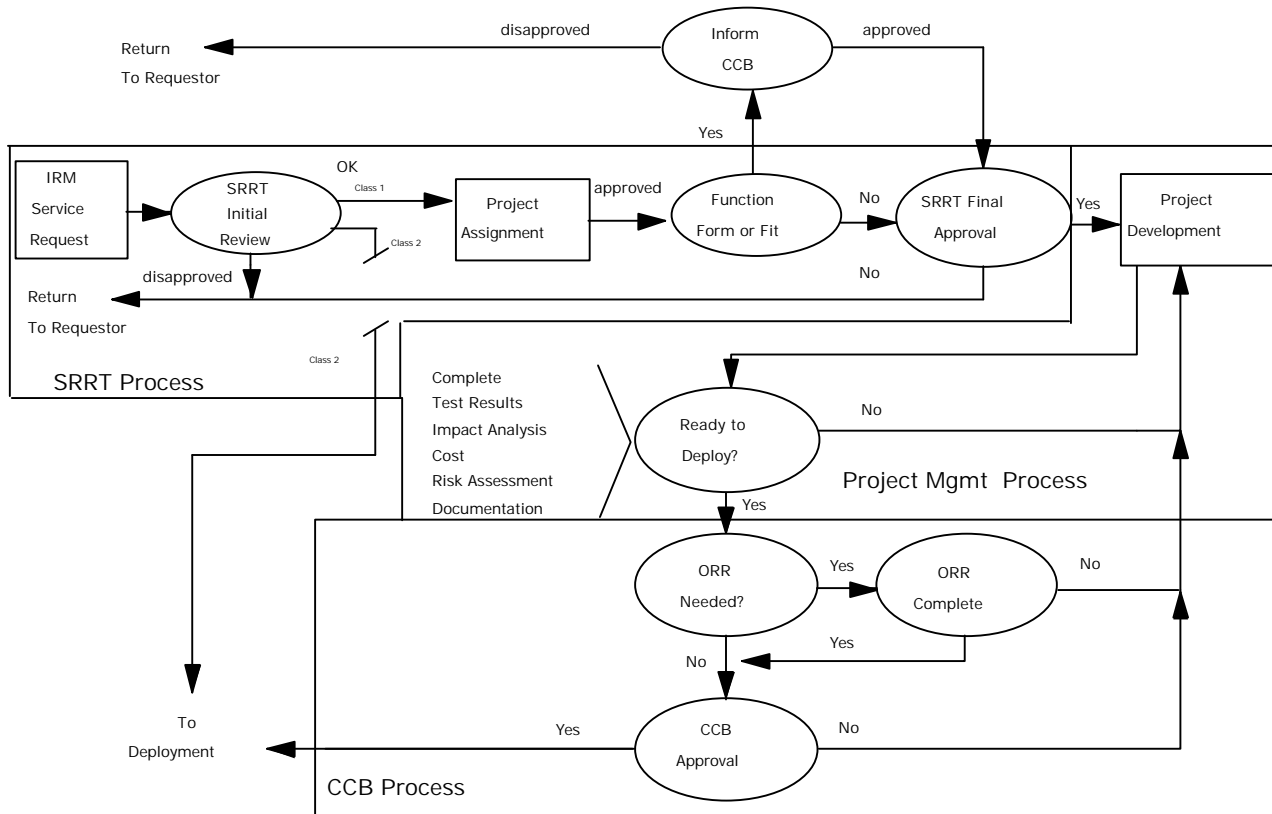 disapproved
Inform
CCB
approved
Return
To Requestor
Yes
IRM
Service
Request
SRRT
Initial
Review
OK
Class 1
Class 2
Project
Assignment
approved
Function
Form or Fit
No
SRRT Final
Approval
Yes
Project
Development
disapproved
No
Return
To Requestor
Class 2
SRRT Process
Complete
Test Results
Impact Analysis
Cost
Risk Assessment
Documentation
Ready to
Deploy?
No
Project Mgmt Process
Yes
ORR
Needed?
Yes
ORR
Complete
No
Yes
No
To
Deployment
Yes
CCB
Approval
No
CCB Process